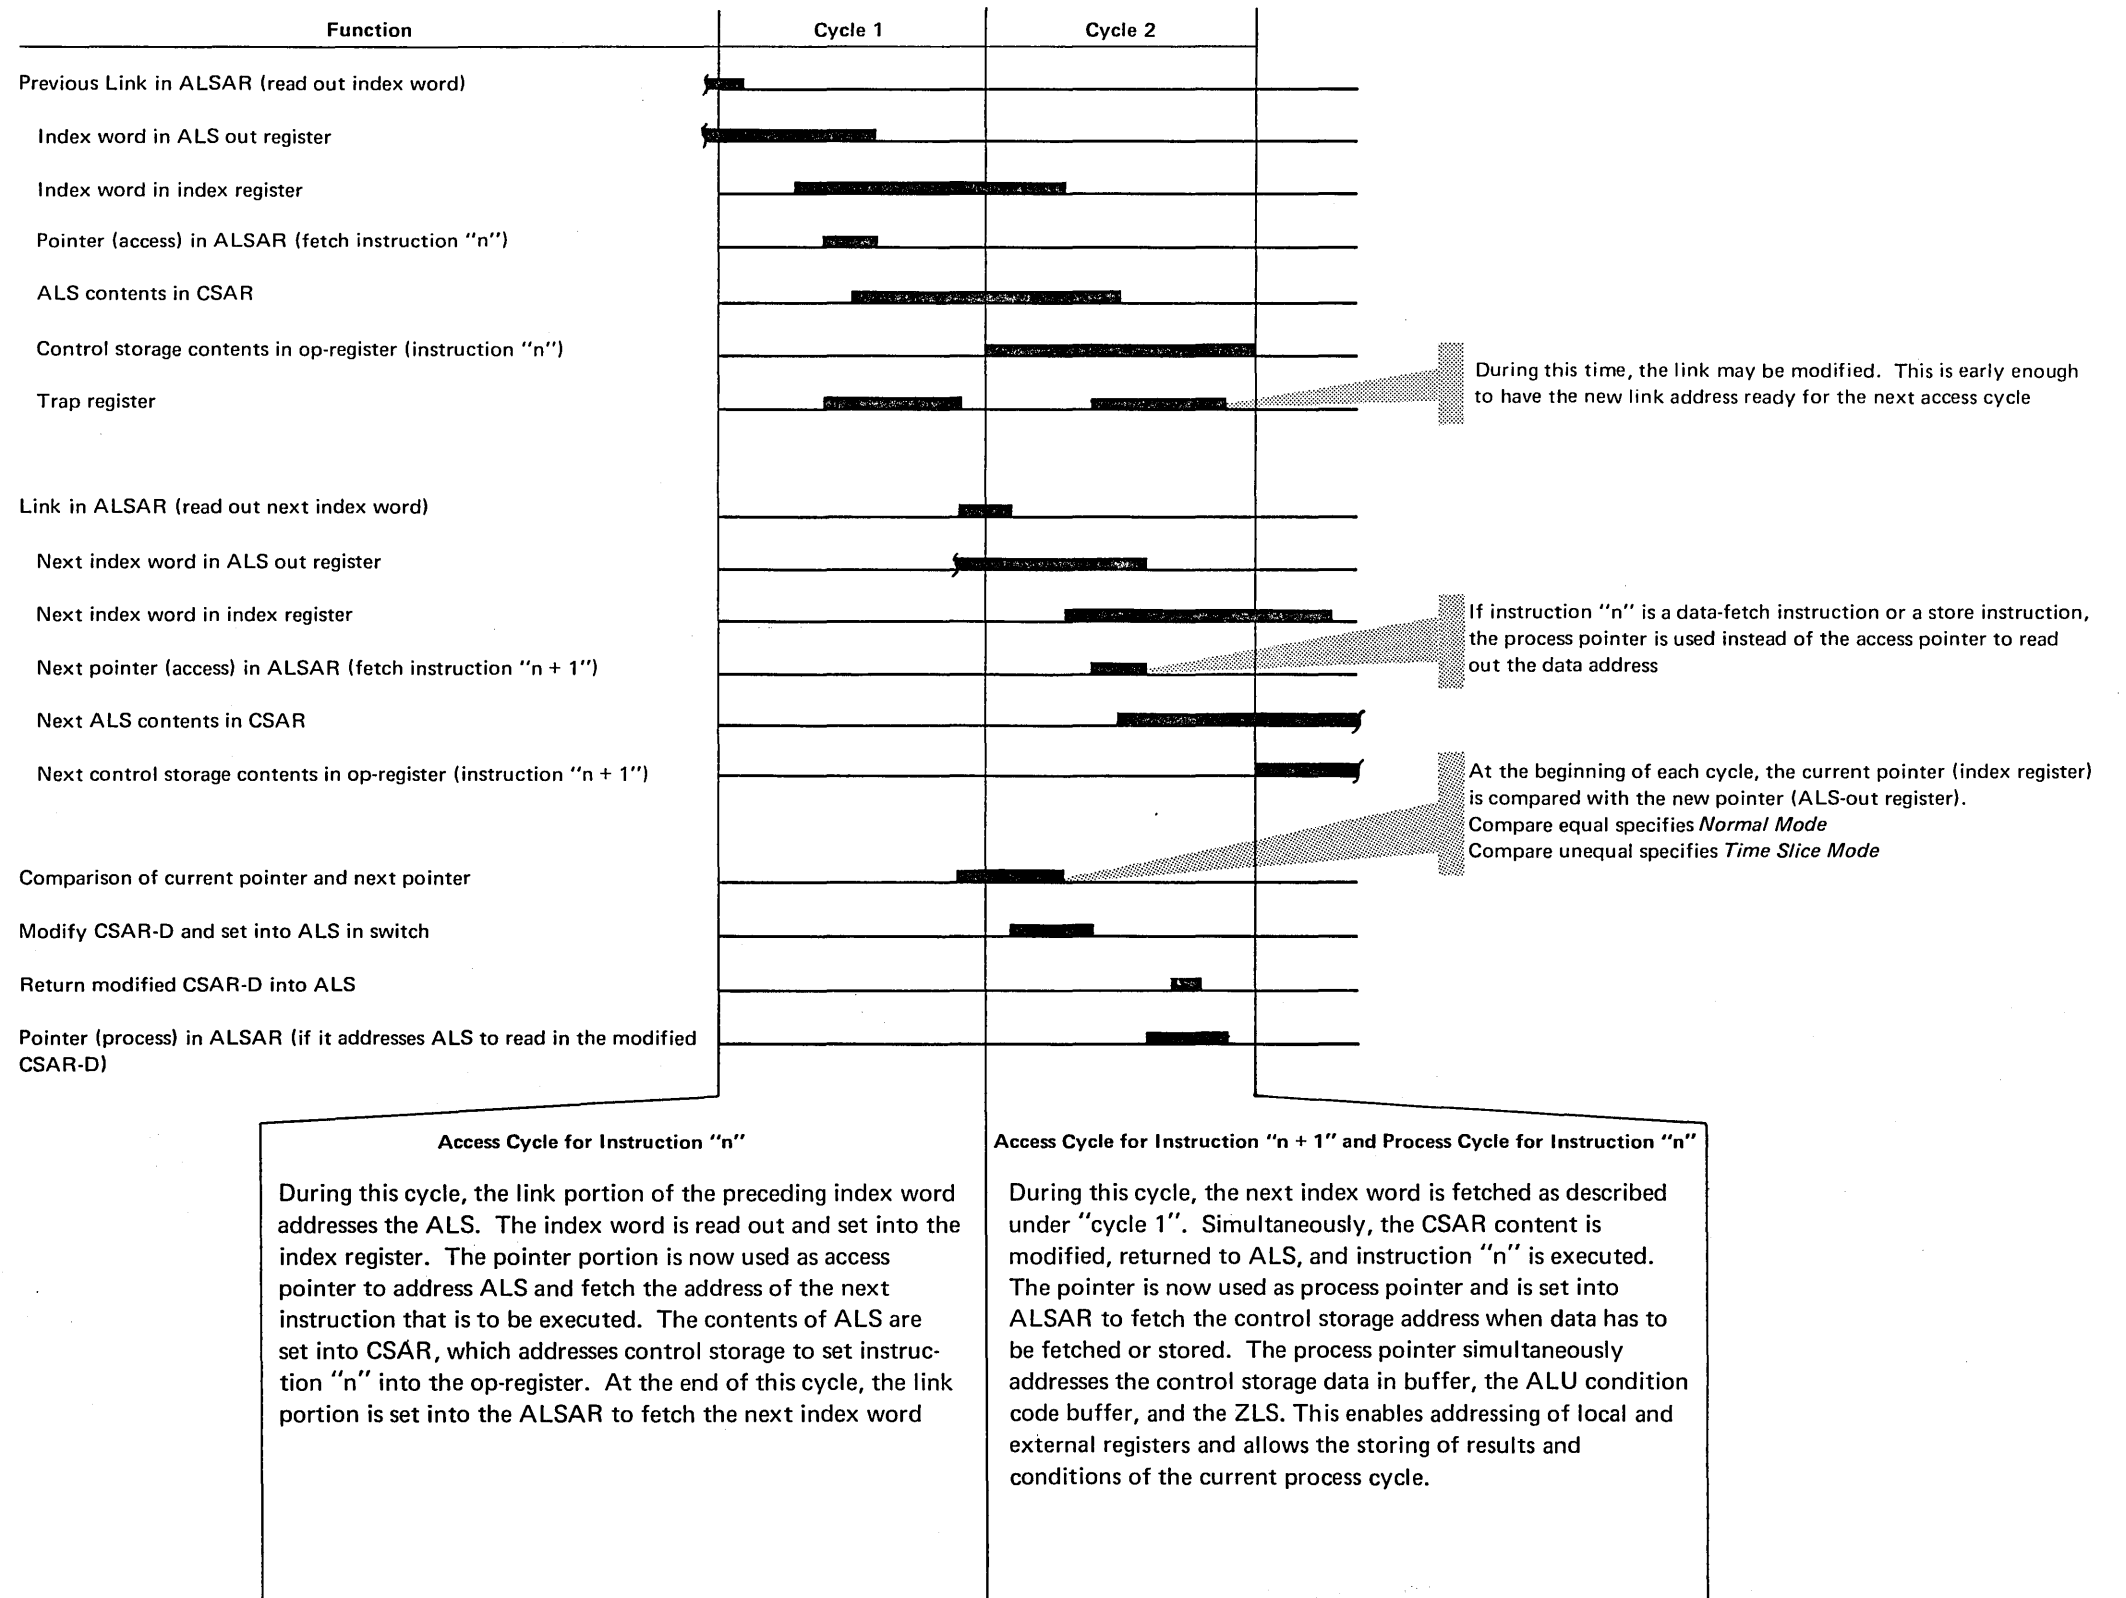 Function
Cycle 1
Cycle 2
Previous Link in ALSAR (read out index word)
Index word in ALS out register
Index word in index register
Pointer (access) in ALSAR (fetch instruction “n”)
ALS contents in CSAR
Control storage contents in op-register (instruction “n”)
Trap register
During this time, the link may be modified. This is early enough
to have the new link address ready for the next access cycle
Link in ALSAR (read out next index word)
Next index word in ALS out register
Next index word in index register
Next pointer (access) in ALSAR (fetch instruction “n + 1”)
If instruction “n” is a data-fetch instruction or a store instruction,
the process pointer is used instead of the access pointer to read
out the data address
Next ALS contents in CSAR
Next control storage contents in op-register (instruction “n + 1”)
At the beginning of each cycle, the current pointer (index register)
is compared with the new pointer (ALS-out register).
Compare equal specifies Normal Mode
Compare unequal specifies Time Slice Mode
Comparison of current pointer and next pointer
Modify CSAR-D and set into ALS in switch
Return modified CSAR-D into ALS
Pointer (process) in ALSAR (if it addresses ALS to read in the modified
CSAR-D)
Access Cycle for Instruction “n”
During this cycle, the link portion of the preceding index word
addresses the ALS. The index word is read out and set into the
index register. The pointer portion is now used as access
pointer to address ALS and fetch the address of the next
instruction that is to be executed. The contents of ALS are
set into CSAR, which addresses control storage to set instruc-
tion “n” into the op-register. At the end of this cycle, the link
portion is set into the ALSAR to fetch the next index word
Access Cycle for Instruction “n + 1” and Process Cycle for Instruction “n”
During this cycle, the next index word is fetched as described
under “cycle 1”. Simultaneously, the CSAR content is
modified, returned to ALS, and instruction “n” is executed.
The pointer is now used as process pointer and is set into
ALSAR to fetch the control storage address when data has to
be fetched or stored. The process pointer simultaneously
addresses the control storage data in buffer, the ALU condition
code buffer, and the ZLS. This enables addressing of local and
external registers and allows the storing of results and
conditions of the current process cycle.